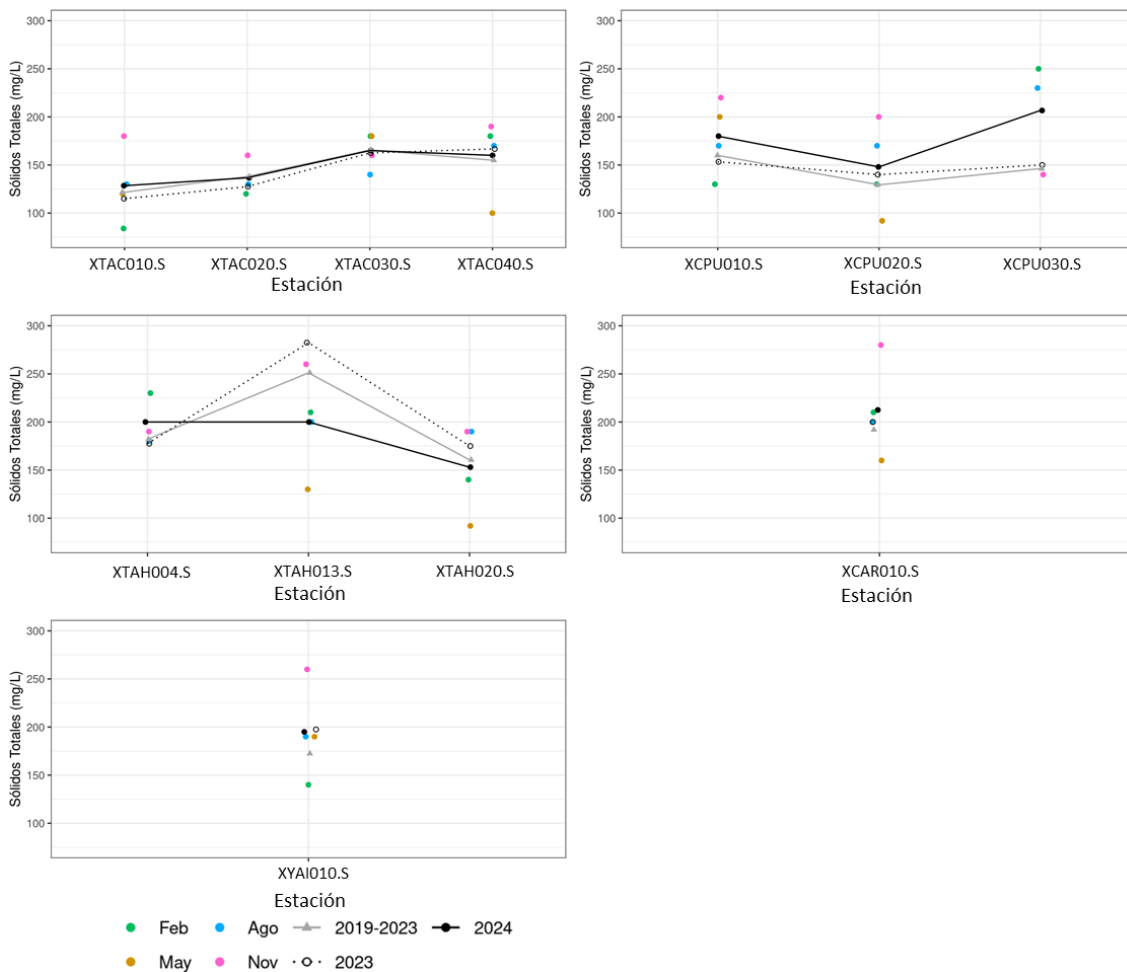 Sólidos Totales (mg/L)
300
250
200
150
100
XTAC010.S XTAC020.S XTAC030.S XTAC040.S
Estación
Sólidos Totales (mg/L)
300
250
200
150
100
XCPU010.S XCPU020.S XCPU030.S
Estación
Sólidos Totales (mg/L)
300
250
200
150
100
XTAH004.S XTAH013.S XTAH020.S
Estación
Sólidos Totales (mg/L)
300
250
200
150
100
XCAR010.S
Estación
Sólidos Totales (mg/L)
300
250
200
150
100
XYAI010.S
Estación
Feb Ago 2019-2023 2024
May Nov 2023